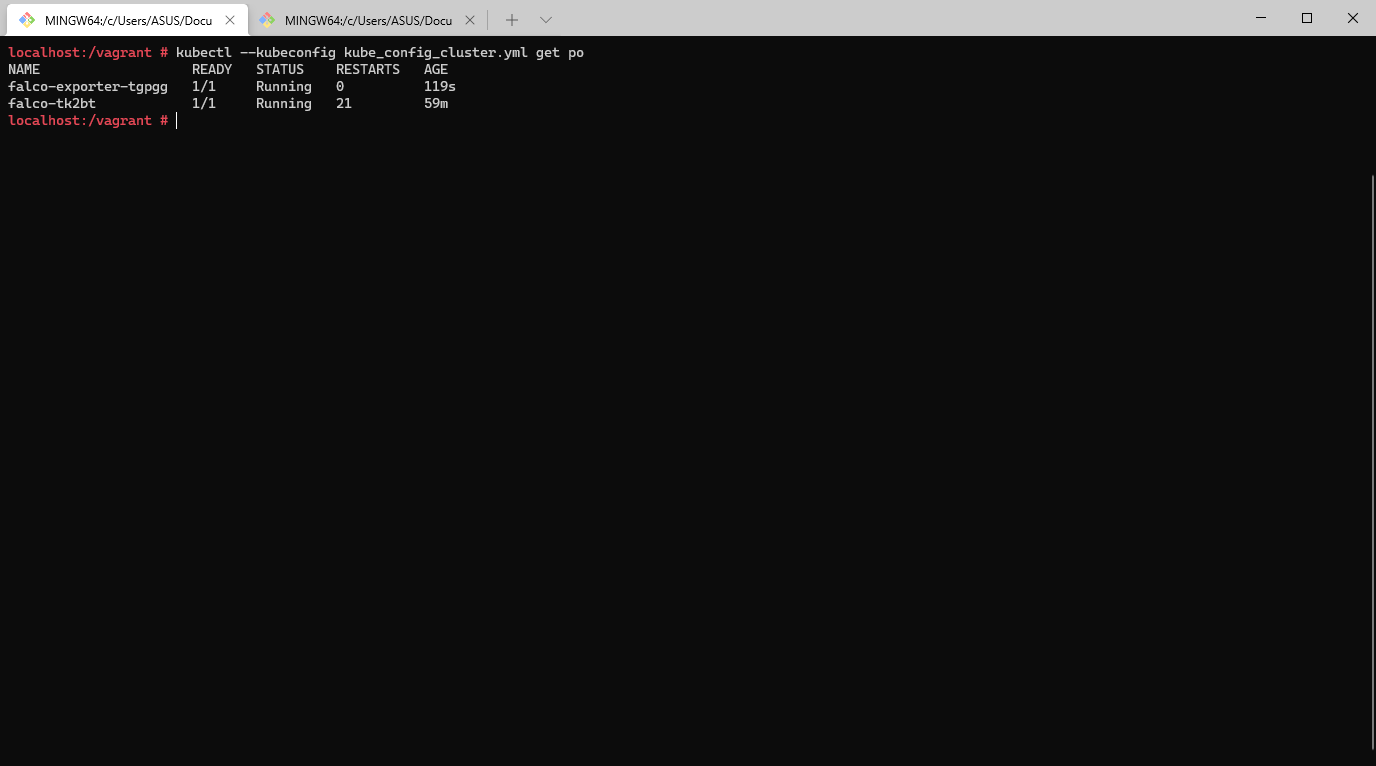 MINGW64:/c/Users/ASUS/Docu MINGW64:/c/Users/ASUS/Docu
localhost:/vagrant # kubectl --kubeconfig kube_config_cluster.yml get po
NAME READY STATUS RESTARTS AGE
falco-exporter-tgpgg 1/1 Running 0 119s
falco-tk2bt 1/1 Running 21 59m
localhost:/vagrant #